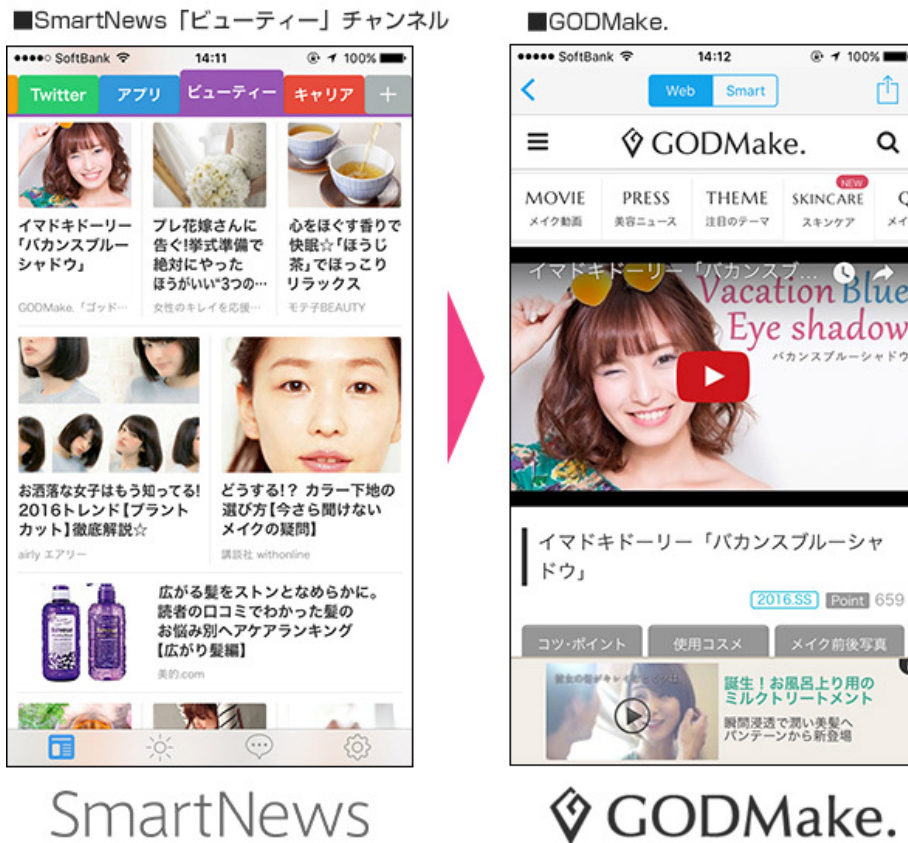 ■SmartNews「ビューティー」チャンネル
SoftBank 14:11 100%
Twitter アプリ ビューティー キャリア +
イマドキドーリー
「バカンスブルー
シャドウ」
GODMake.「ゴッド…
プレ花嫁さんに
告ぐ!挙式準備で
絶対にやった
ほうがいい"3つの…
女性のキレイを応援…
心をほぐす香りで
快眠☆「ほうじ
茶」でほっこり
リラックス
モテ子BEAUTY
お洒落な女子はもう知ってる!
2016トレンド【ブラント
カット】徹底解説☆
airly エアリー
どうする!? カラー下地の
選び方【今さら聞けない
メイクの疑問】
講談社 withonline
広がる髪をストンとなめらかに。
読者の口コミでわかった髪の
お悩み別ヘアケアランキング
【広がり髪編】
美的.com
SmartNews
■GODMake.
SoftBank 14:12 100%
Web Smart
GODMake.
MOVIE PRESS THEME SKINCARE
NEW
メイク動画 美容ニュース 注目のテーマ スキンケア
イマドキドーリー「バカンスブ…
Vacation Blue
Eye shadow
バカンスブルーシャドウ
イマドキドーリー「バカンスブルーシャ
ドウ」
2016.SS Point 659
コツ・ポイント 使用コスメ メイク前後写真
誕生!お風呂上り用の
ミルクトリートメント
瞬間浸透で潤い美髪へ
パンテーンから新登場
GODMake.